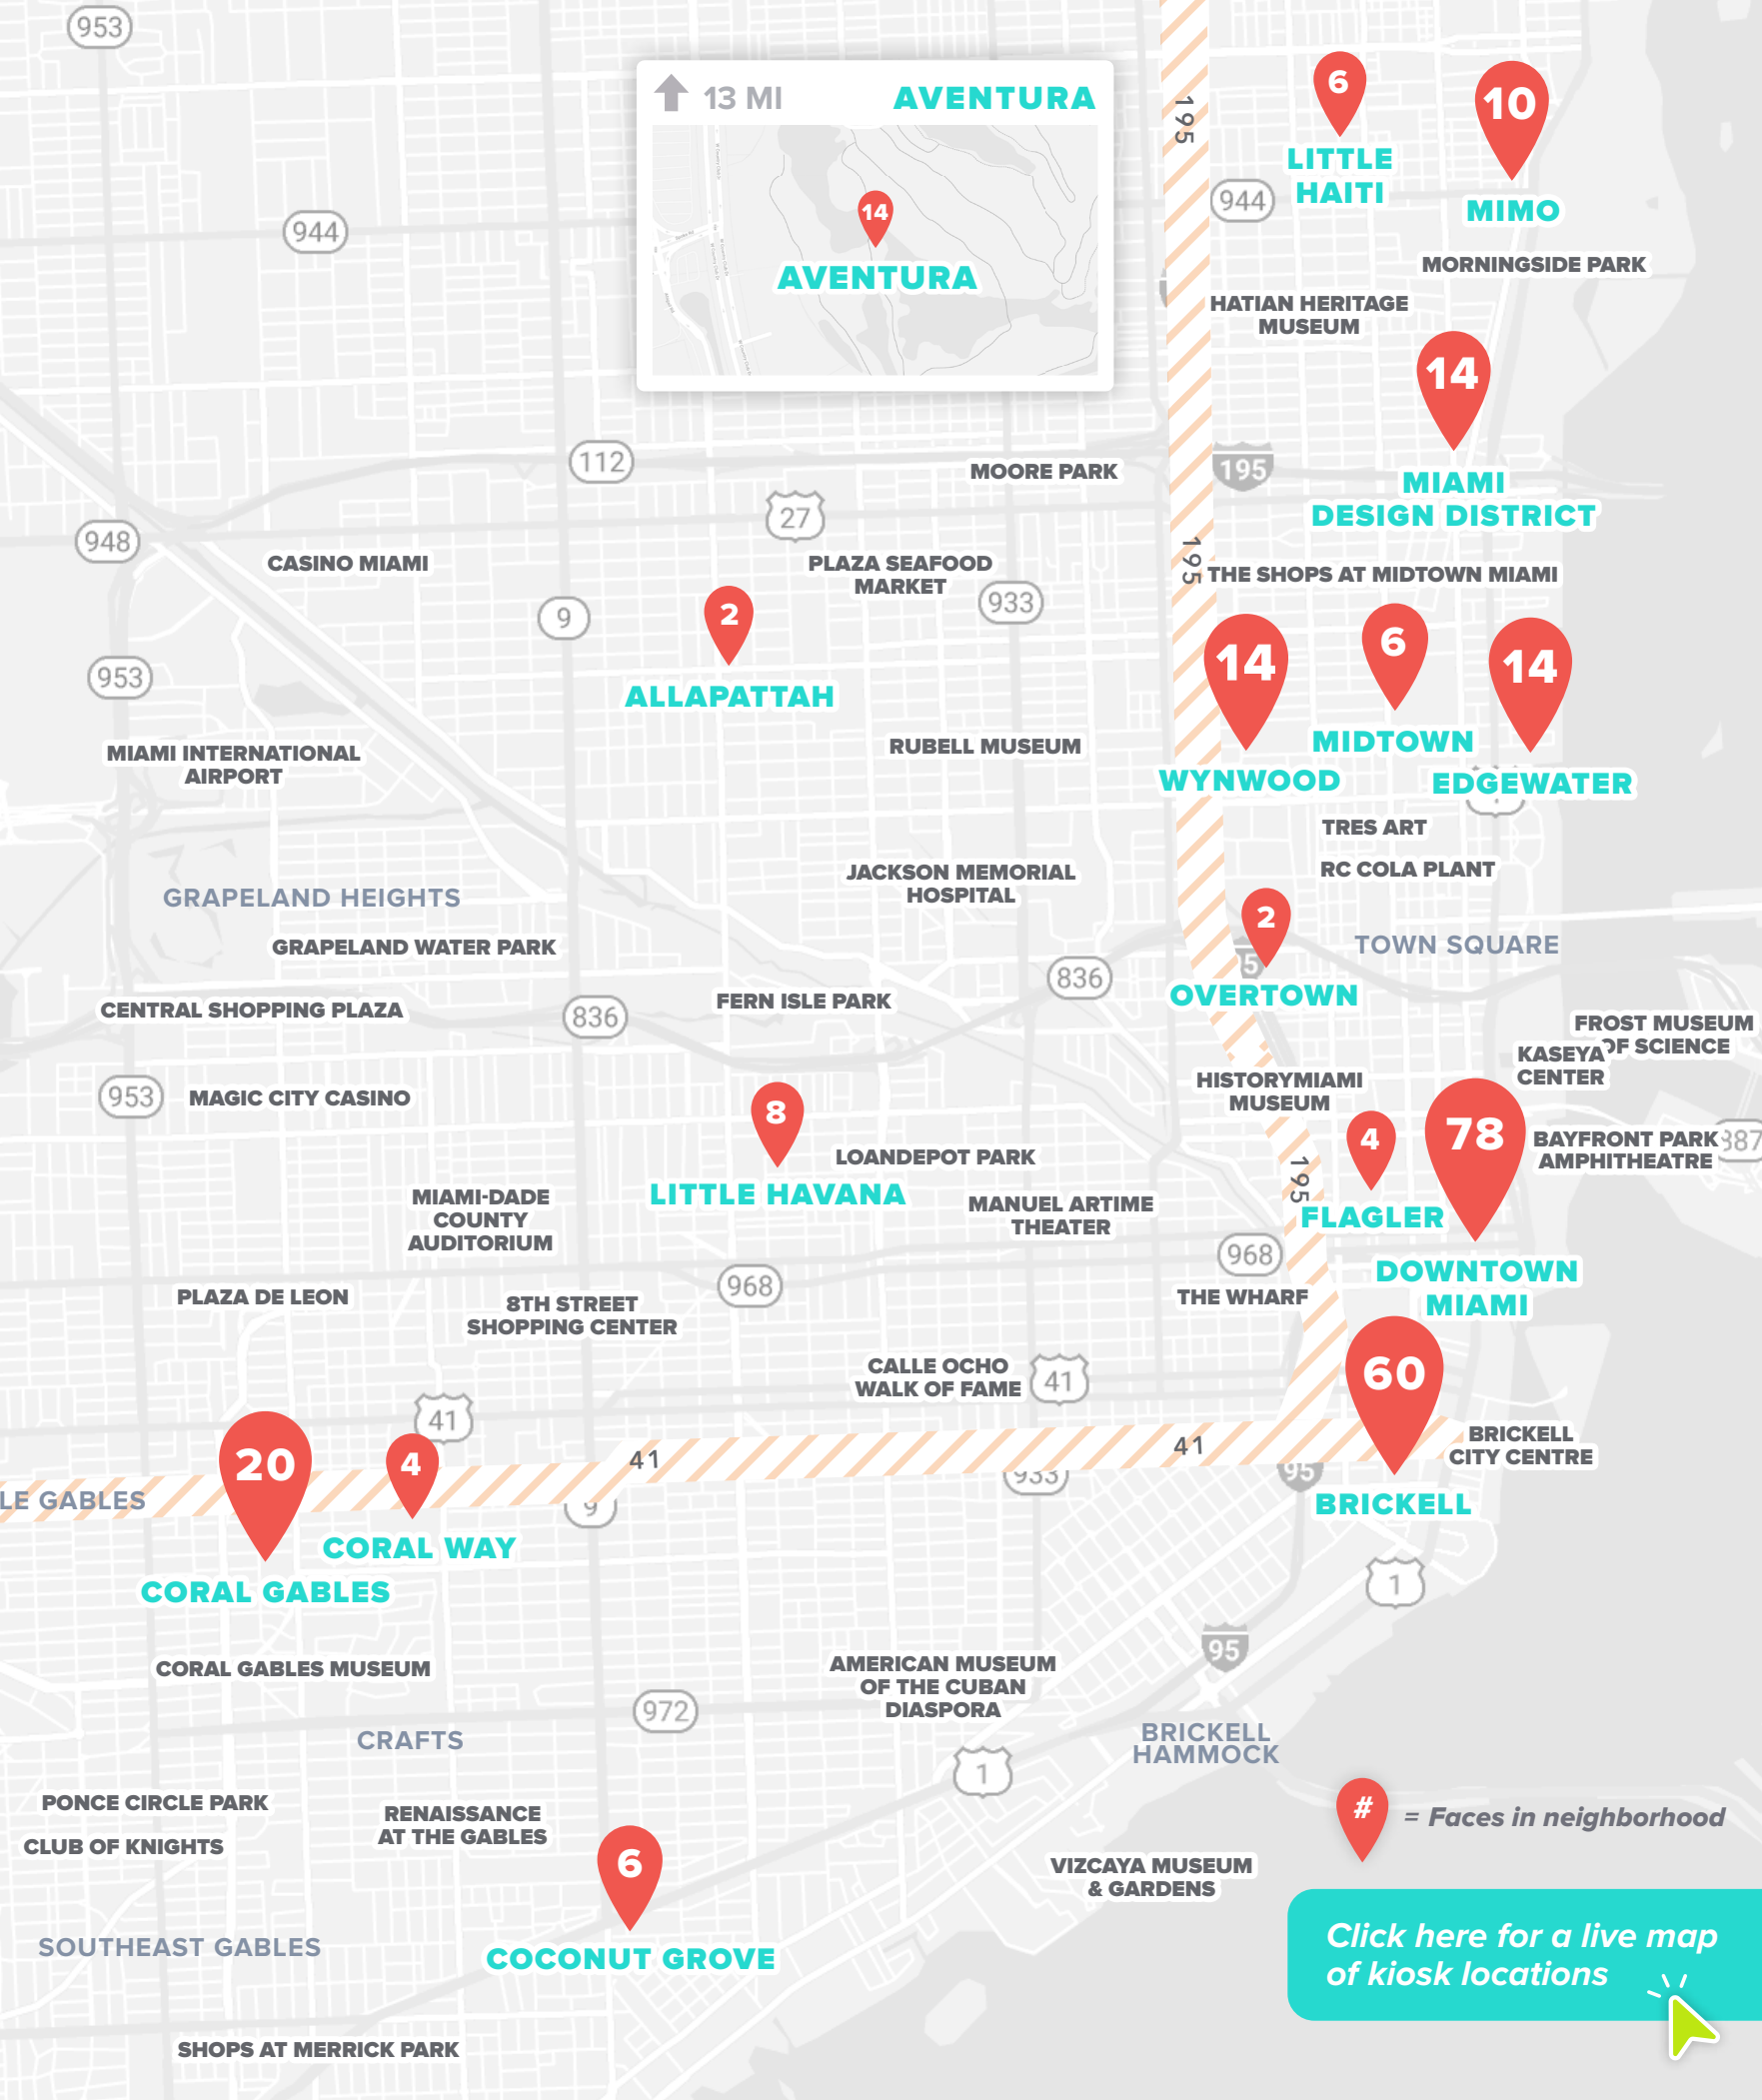 953
13 MI
AVENTURA
14
AVENTURA
195
6
LITTLE
HAITI
10
MIMO
944
944
MORNINGSIDE PARK
HATIAN HERITAGE
MUSEUM
14
MIAMI
DESIGN DISTRICT
112
MOORE PARK
195
27
948
CASINO MIAMI
PLAZA SEAFOOD
MARKET
195
THE SHOPS AT MIDTOWN MIAMI
9
933
2
ALLAPATTAH
14
WYNWOOD
6
MIDTOWN
14
EDGEWATER
953
MIAMI INTERNATIONAL
AIRPORT
RUBELL MUSEUM
TRES ART
RC COLA PLANT
JACKSON MEMORIAL
HOSPITAL
GRAPELAND HEIGHTS
GRAPELAND WATER PARK
2
OVERTOWN
5
TOWN SQUARE
836
CENTRAL SHOPPING PLAZA
836
FERN ISLE PARK
FROST MUSEUM
OF SCIENCE
KASEYA
CENTER
HISTORYMIAMI
MUSEUM
953
MAGIC CITY CASINO
8
LITTLE HAVANA
LOANDEPOT PARK
4
FLAGLER
195
78
DOWNTOWN
MIAMI
BAYFRONT PARK
AMPHITHEATRE
887
MIAMI-DADE
COUNTY
AUDITORIUM
MANUEL ARTIME
THEATER
968
968
PLAZA DE LEON
8TH STREET
SHOPPING CENTER
THE WHARF
CALLE OCHO
WALK OF FAME
41
60
BRICKELL
BRICKELL
CITY CENTRE
41
20
CORAL GABLES
4
CORAL WAY
41
41
933
95
9
LE GABLES
1
CORAL GABLES MUSEUM
AMERICAN MUSEUM
OF THE CUBAN
DIASPORA
95
972
CRAFTS
BRICKELL
HAMMOCK
1
PONCE CIRCLE PARK
CLUB OF KNIGHTS
RENAISSANCE
AT THE GABLES
6
COCONUT GROVE
VIZCAYA MUSEUM
& GARDENS
# = Faces in neighborhood
SOUTHEAST GABLES
Click here for a live map
of kiosk locations
SHOPS AT MERRICK PARK